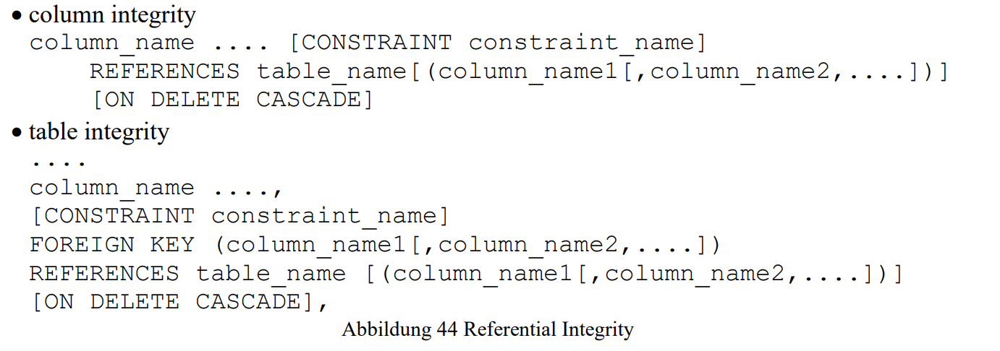 • column integrity
column_name .... [CONSTRAINT constraint_name]
REFERENCES table_name[(column_name1[,column_name2,....])]
[ON DELETE CASCADE]
• table integrity
....
column_name ....,
[CONSTRAINT constraint_name]
FOREIGN KEY (column_name1[,column_name2,....])
REFERENCES table_name [(column_name1[,column_name2,....])]
[ON DELETE CASCADE],
Abbildung 44 Referential Integrity